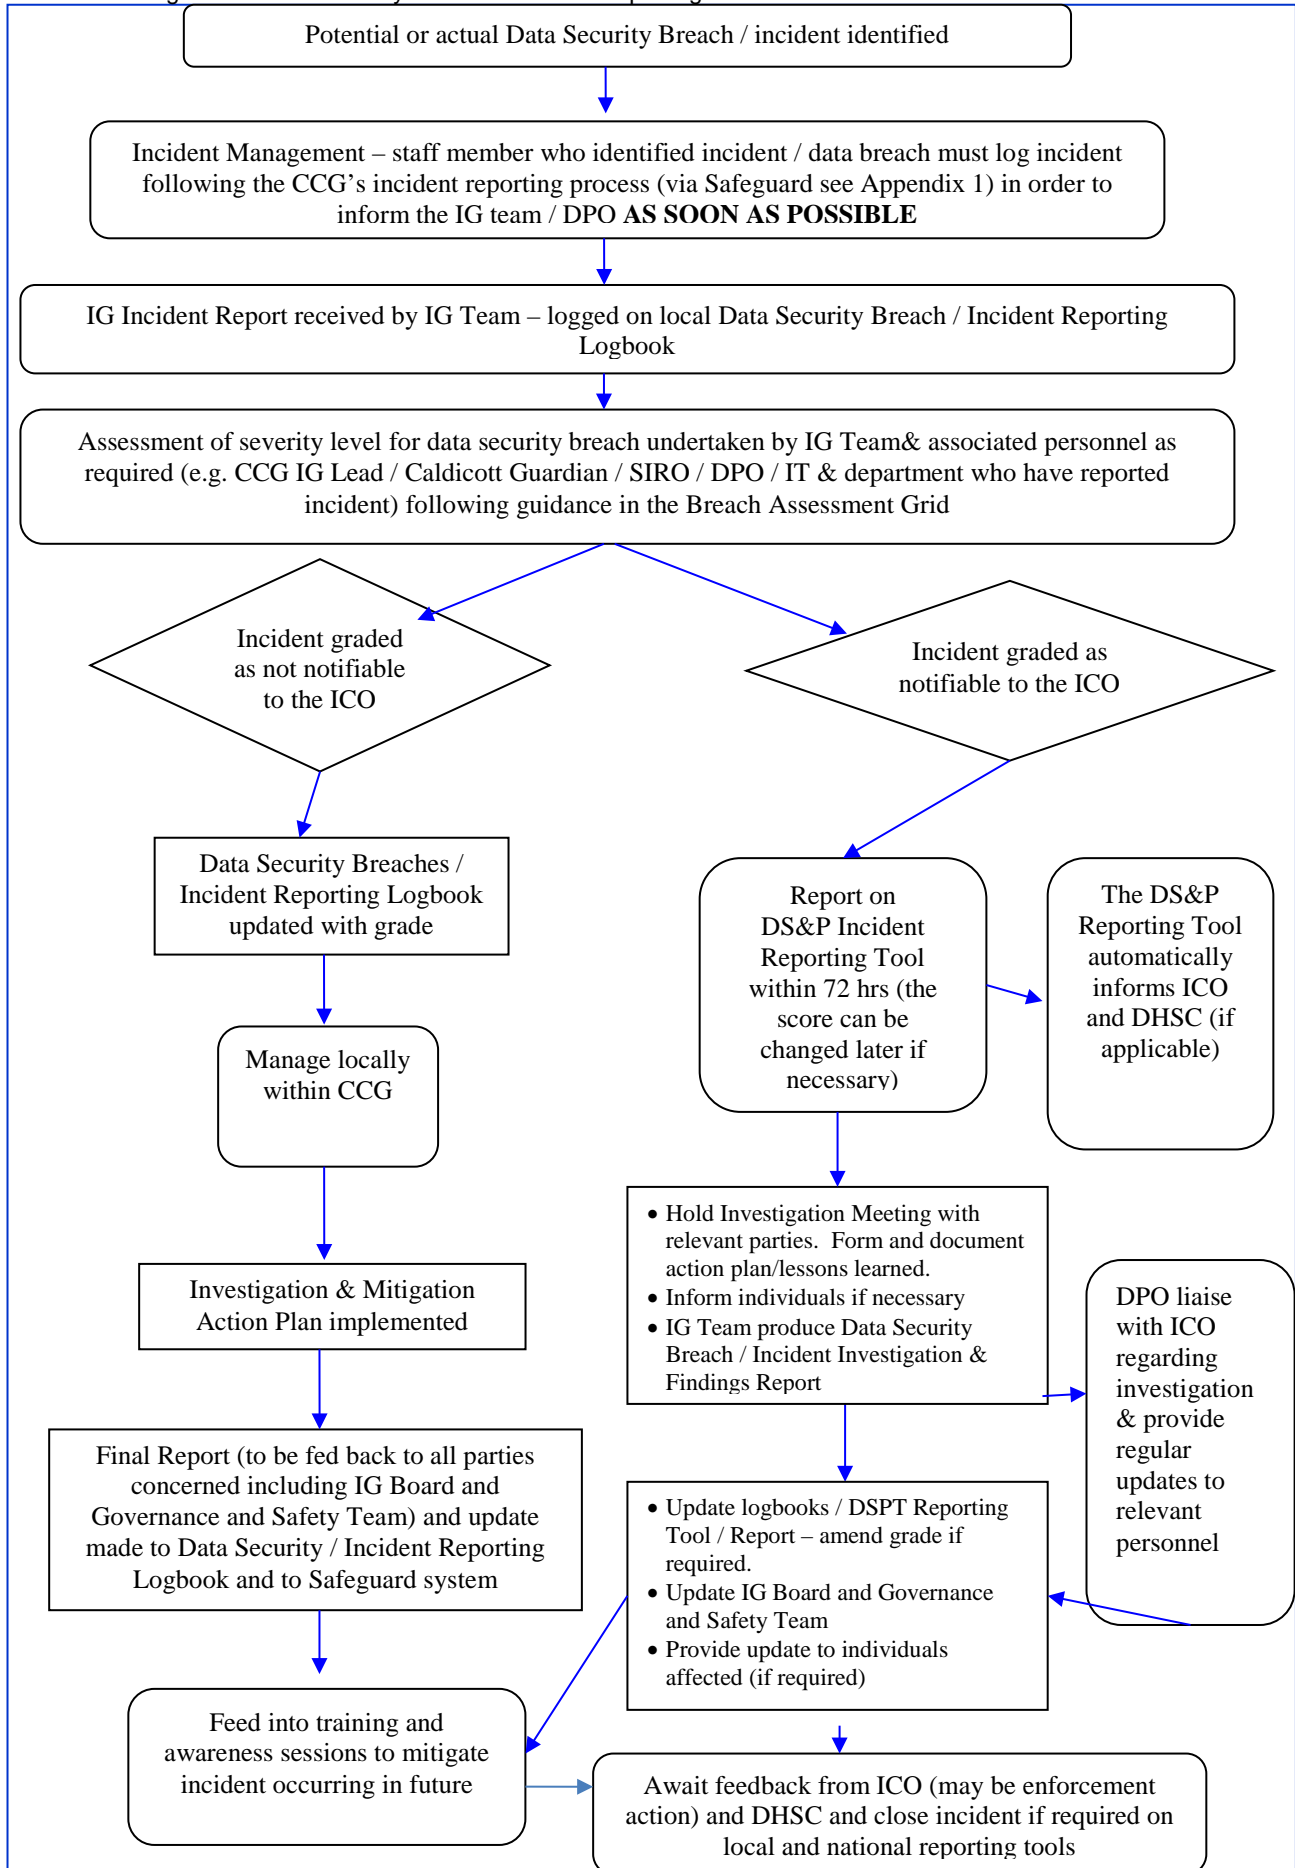 Potential or actual Data Security Breach / incident identified
Incident Management – staff member who identified incident / data breach must log incident
following the CCG's incident reporting process (via Safeguard see Appendix 1) in order to
inform the IG team / DPO AS SOON AS POSSIBLE
IG Incident Report received by IG Team – logged on local Data Security Breach / Incident Reporting
Logbook
Assessment of severity level for data security breach undertaken by IG Team& associated personnel as
required (e.g. CCG IG Lead / Caldicott Guardian / SIRO / DPO / IT & department who have reported
incident) following guidance in the Breach Assessment Grid
Incident graded
as not notifiable
to the ICO
Incident graded as
notifiable to the ICO
Data Security Breaches /
Incident Reporting Logbook
updated with grade
Report on
DS&P Incident
Reporting Tool
within 72 hrs (the
score can be
changed later if
necessary)
The DS&P
Reporting Tool
automatically
informs ICO
and DHSC (if
applicable)
Manage locally
within CCG
• Hold Investigation Meeting with
relevant parties.  Form and document
action plan/lessons learned.
• Inform individuals if necessary
• IG Team produce Data Security
Breach / Incident Investigation &
Findings Report
Investigation & Mitigation
Action Plan implemented
DPO liaise
with ICO
regarding
investigation
& provide
regular
updates to
relevant
personnel
Final Report (to be fed back to all parties
concerned including IG Board and
Governance and Safety Team) and update
made to Data Security / Incident Reporting
Logbook and to Safeguard system
• Update logbooks / DSPT Reporting
Tool / Report – amend grade if
required.
• Update IG Board and Governance
and Safety Team
• Provide update to individuals
affected (if required)
Feed into training and
awareness sessions to mitigate
incident occurring in future
Await feedback from ICO (may be enforcement
action) and DHSC and close incident if required on
local and national reporting tools